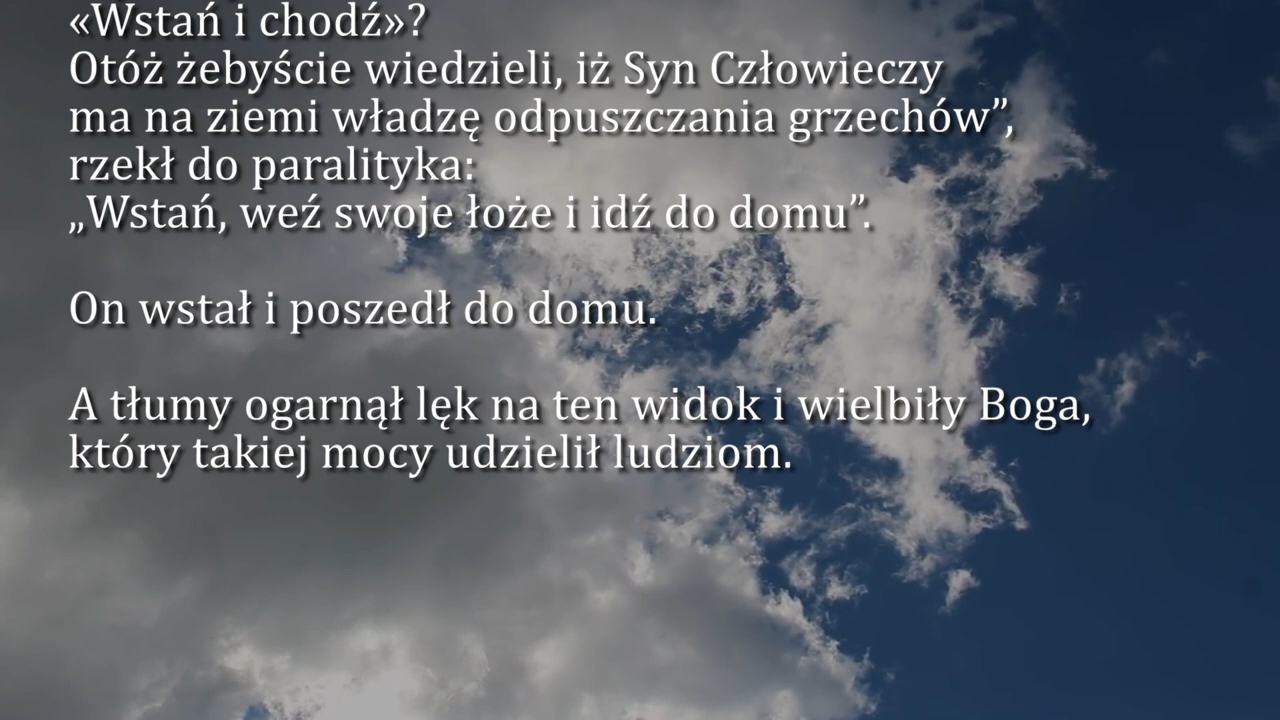 «Wstań i chodź»?
Otóż żebyście wiedzieli, iż Syn Człowieczy
ma na ziemi władzę odpuszczania grzechów”,
rzekł do paralityka:
„Wstań, weź swoje łoże i idź do domu”.
On wstał i poszedł do domu.
A tłumy ogarnął lęk na ten widok i wielbiły Boga,
który takiej mocy udzielił ludziom.